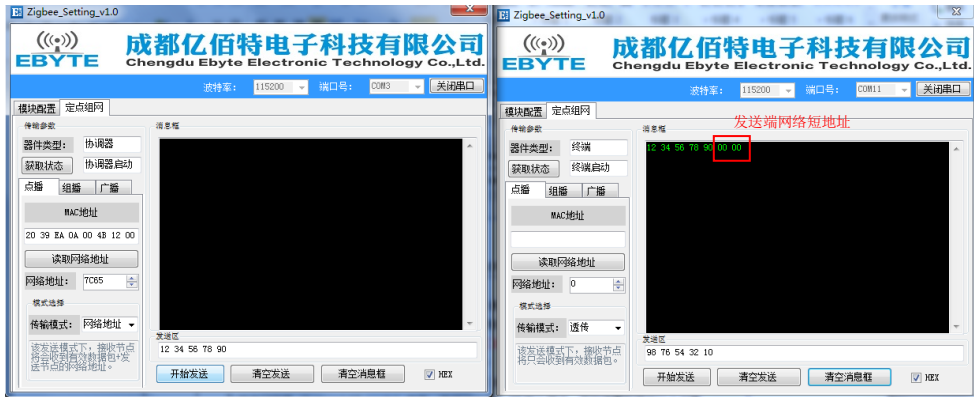 Zigbee_Setting_v1.0
EBYTE
成都亿佰特电子科技有限公司
Chengdu Ebyte Electronic Technology Co.,Ltd.
波特率： 115200 端口号： COM3 关闭串口
模块配置 定点组网
传输参数
器件类型： 协调器
获取状态 协调器启动
点播 组播 广播
MAC地址
20 39 EA 0A 00 4B 12 00
读取网络地址
网络地址： 7C65
模式选择
传输模式： 网络地址
该发送模式下，接收节点
将会收到有效数据包+发
送节点的网络地址。
消息框
发送区
12 34 56 78 90
开始发送 清空发送 清空消息框 HEX
Zigbee_Setting_v1.0
EBYTE
成都亿佰特电子科技有限公司
Chengdu Ebyte Electronic Technology Co.,Ltd.
波特率： 115200 端口号： COM11 关闭串口
模块配置 定点组网
传输参数
器件类型： 终端
获取状态 终端启动
点播 组播 广播
MAC地址
读取网络地址
网络地址： 0
模式选择
传输模式： 透传
该发送模式下，接收节点
将只会收到有效数据包。
发送端网络短地址
消息框
12 34 56 78 90 00 00
发送区
98 76 54 32 10
开始发送 清空发送 清空消息框 HEX